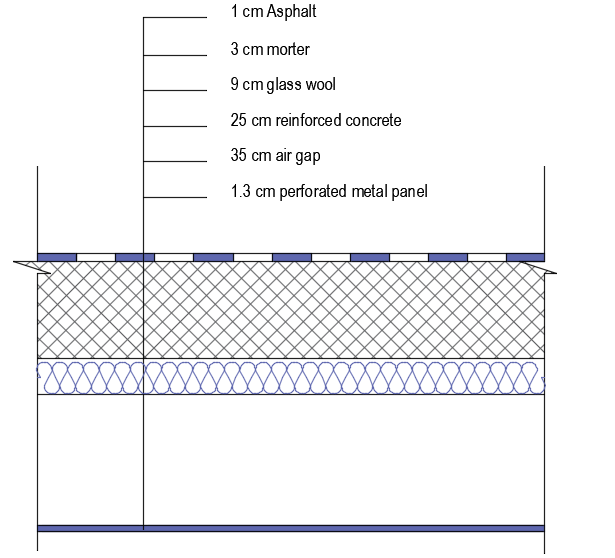 1 cm Asphalt
3 cm morter
9 cm glass wool
25 cm reinforced concrete
35 cm air gap
1.3 cm perforated metal panel